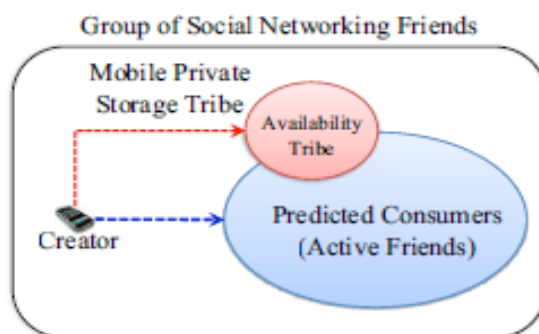 Group of Social Networking Friends
Mobile Private
Storage Tribe
Availability
Tribe
Creator
Predicted Consumers
(Active Friends)